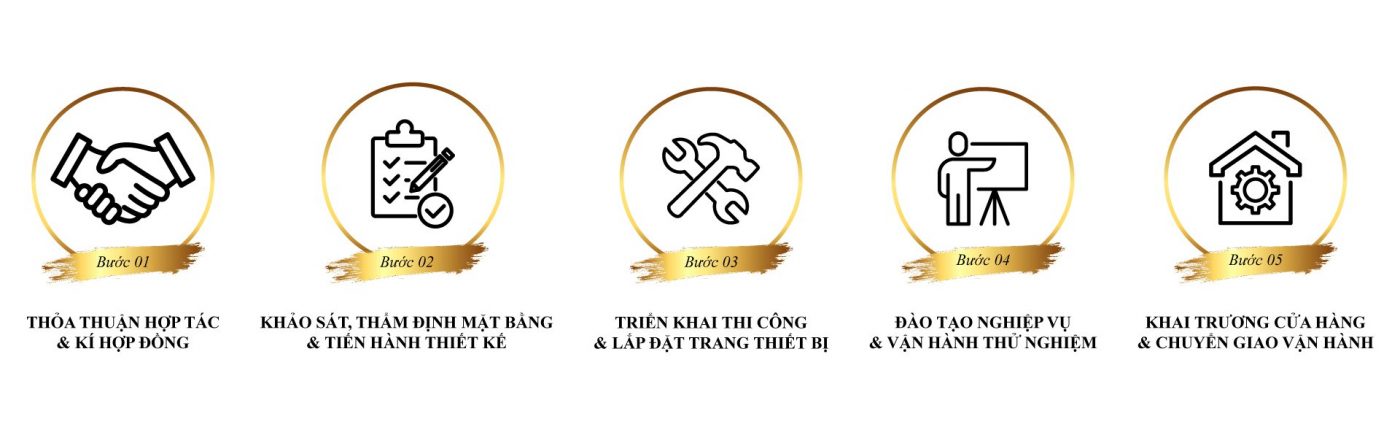 Bước 01
THỎA THUẬN HỢP TÁC
& KÍ HỢP ĐỒNG
Bước 02
KHẢO SÁT, THẨM ĐỊNH MẶT BẰNG
& TIẾN HÀNH THIẾT KẾ
Bước 03
TRIỂN KHAI THI CÔNG
& LẮP ĐẶT TRANG THIẾT BỊ
Bước 04
ĐÀO TẠO NGHIỆP VỤ
& VẬN HÀNH THỬ NGHIỆM
Bước 05
KHAI TRƯƠNG CỬA HÀNG
& CHUYỂN GIAO VẬN HÀNH